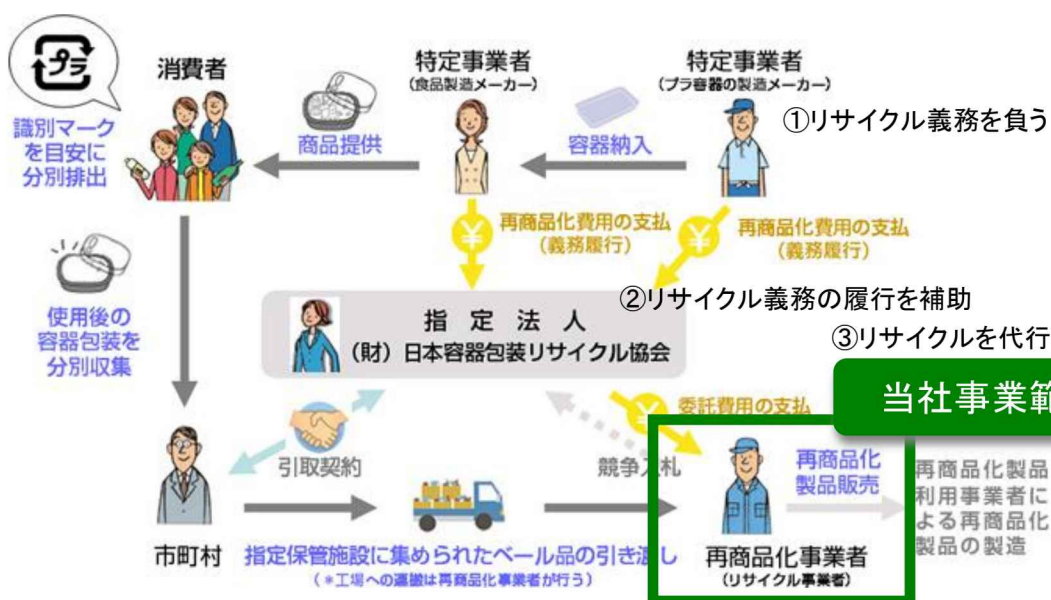 プラ
消費者
特定事業者
(食品製造メーカー)
特定事業者
(プラ容器の製造メーカー)
①リサイクル義務を負う
識別マーク
を目安に
分別排出
商品提供
容器納入
¥
再商品化費用の支払
(義務履行)
¥
再商品化費用の支払
(義務履行)
②リサイクル義務の履行を補助
使用後の
容器包装を
分別収集
指定法人
(財)日本容器包装リサイクル協会
③リサイクルを代行
当社事業範
¥
委託費用の支払
引取契約
競争入札
再商品化
製品販売
再商品化製品
利用事業者に
よる再商品化
製品の製造
市町村
指定保管施設に集められたベール品の引き渡し
(*工場への運搬は再商品化事業者が行う)
再商品化事業者
(リサイクル事業者)